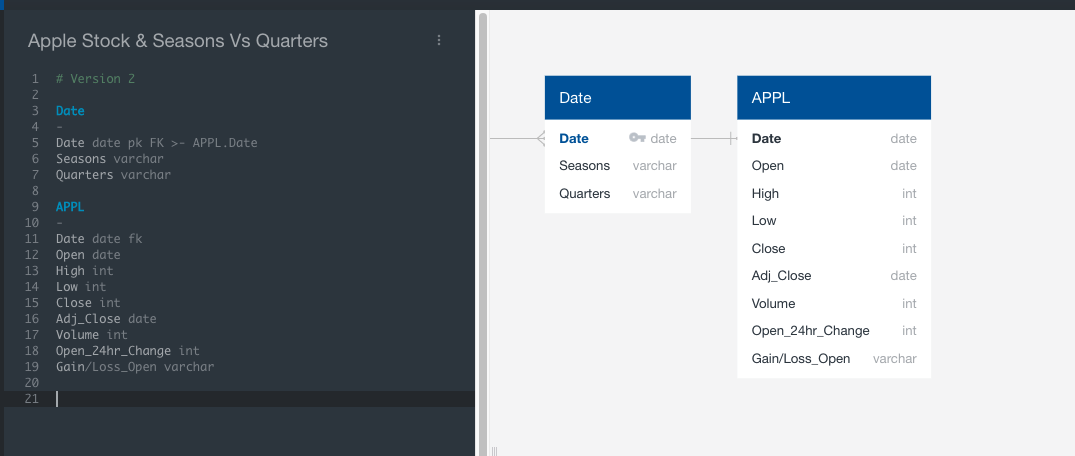 Apple Stock & Seasons Vs Quarters
1 # Version 2
2
3 Date
4 -
5 Date date pk FK >- APPL.Date
6 Seasons varchar
7 Quarters varchar
8
9 APPL
10 -
11 Date date fk
12 Open date
13 High int
14 Low int
15 Close int
16 Adj_Close date
17 Volume int
18 Open_24hr_Change int
19 Gain/Loss_Open varchar
20
21
Date
Date date
Seasons varchar
Quarters varchar
APPL
Date date
Open date
High int
Low int
Close int
Adj_Close date
Volume int
Open_24hr_Change int
Gain/Loss_Open varchar